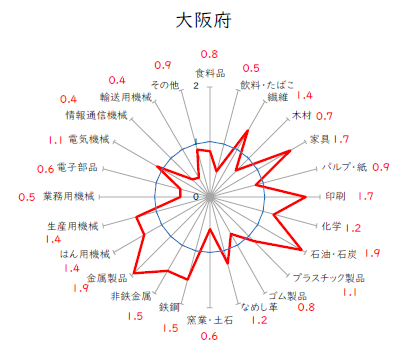 大阪府
0.8
食料品
0.5
飲料・たばこ
1.4
繊維
木材 0.7
家具 1.7
パルプ・紙 0.9
印刷 1.7
化学 1.2
石油・石炭 1.9
プラスチック製品
1.1
ゴム製品
0.8
なめし革
1.2
窯業・土石
0.6
鉄鋼
1.5
非鉄金属
1.5
金属製品
1.9
はん用機械
1.4
生産用機械
1.4
0.5 業務用機械
0.6 電子部品
1.1 電気機械
0.4
情報通信機械
0.4
輸送用機械
0.9
その他
2
1
0